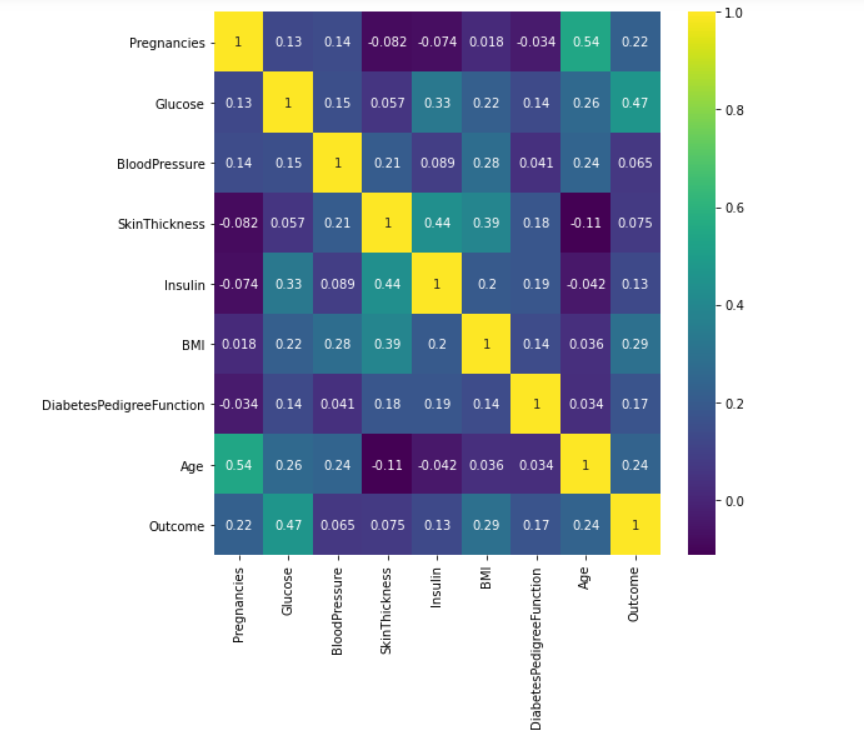 Pregnancies 1 0.13 0.14 -0.082 -0.074 0.018 -0.034 0.54 0.22
Glucose 0.13 1 0.15 0.057 0.33 0.22 0.14 0.26 0.47
BloodPressure 0.14 0.15 1 0.21 0.089 0.28 0.041 0.24 0.065
SkinThickness -0.082 0.057 0.21 1 0.44 0.39 0.18 -0.11 0.075
Insulin -0.074 0.33 0.089 0.44 1 0.2 0.19 -0.042 0.13
BMI 0.018 0.22 0.28 0.39 0.2 1 0.14 0.036 0.29
DiabetesPedigreeFunction -0.034 0.14 0.041 0.18 0.19 0.14 1 0.034 0.17
Age 0.54 0.26 0.24 -0.11 -0.042 0.036 0.034 1 0.24
Outcome 0.22 0.47 0.065 0.075 0.13 0.29 0.17 0.24 1
Pregnancies
Glucose
BloodPressure
SkinThickness
Insulin
BMI
DiabetesPedigreeFunction
Age
Outcome
1.0
0.8
0.6
0.4
0.2
0.0